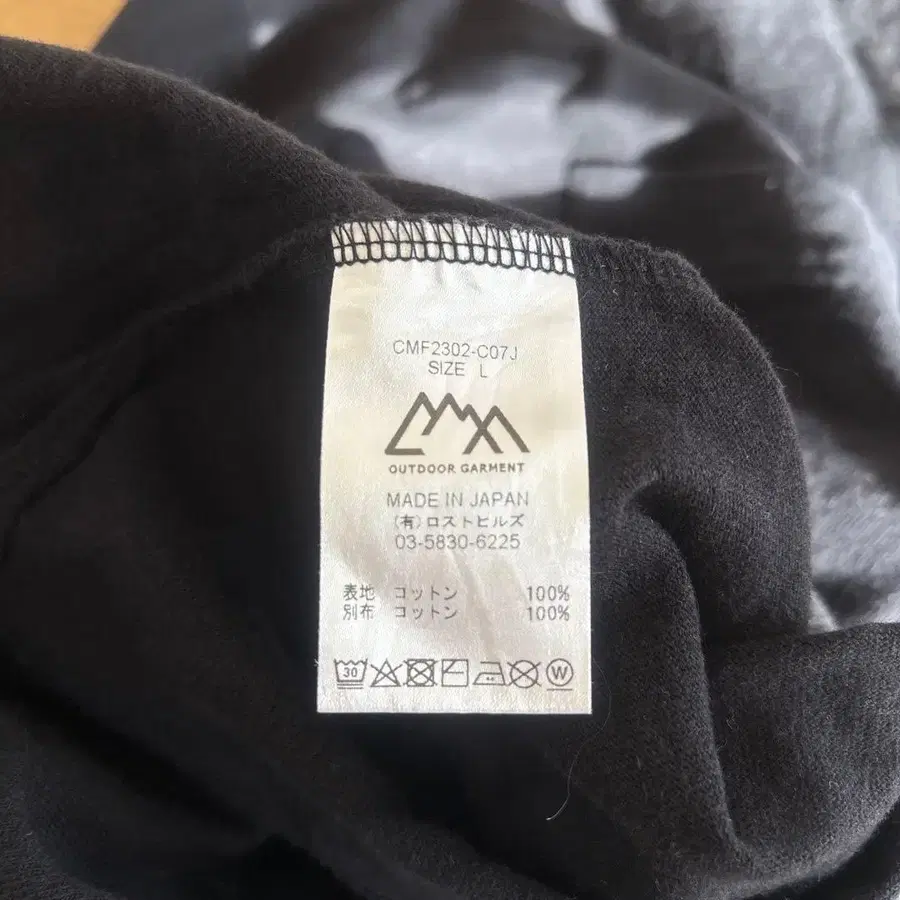 CMF2302-C07J
SIZE L
OUTDOOR GARMENT
MADE IN JAPAN
(有)ロストヒルズ
03-5830-6225
表地 コットン 100%
別布 コットン 100%
30 W